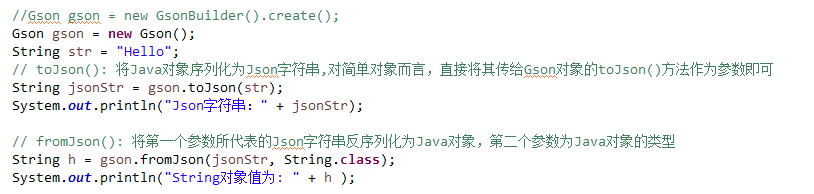 //Gson gson = new GsonBuilder().create();
Gson gson = new Gson();
String str = "Hello";
// toJson(): 将Java对象序列化为Json字符串,对简单对象而言，直接将其传给Gson对象的toJson()方法作为参数即可
String jsonStr = gson.toJson(str);
System.out.println("Json字符串：" + jsonStr);
// fromJson(): 将第一个参数所代表的Json字符串反序列化为Java对象，第二个参数为Java对象的类型
String h = gson.fromJson(jsonStr, String.class);
System.out.println("String对象值为: " + h );